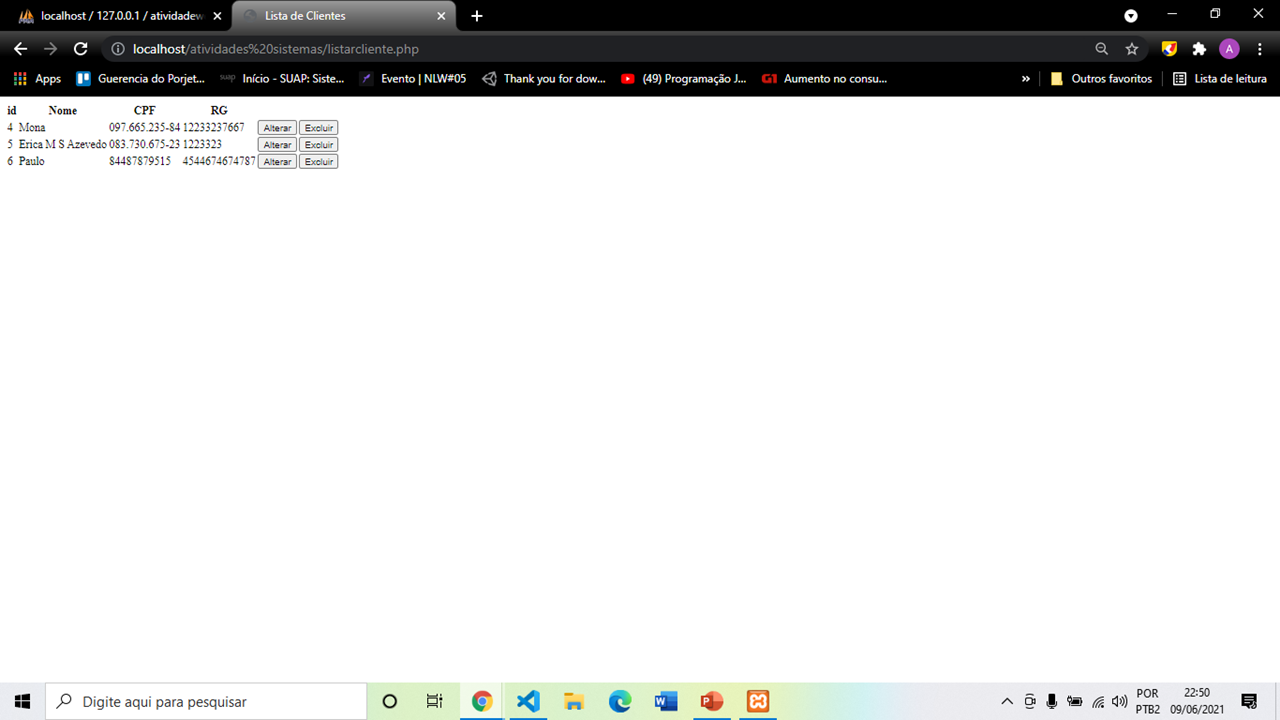 localhost / 127.0.0.1 / atividadew
Lista de Clientes
localhost/atividades%20sistemas/listarcliente.php
A
Apps
Guerencia do Porjet...
suap Início - SUAP: Siste...
Evento | NLW#05
Thank you for dow...
(49) Programação J...
G1 Aumento no consu...
»
Outros favoritos
Lista de leitura
id Nome CPF RG
4 Mona 097.665.235-84 12233237667 Alterar Excluir
5 Erica M S Azevedo 083.730.675-23 1223323 Alterar Excluir
6 Paulo 84487879515 4544674674787 Alterar Excluir
Digite aqui para pesquisar
POR
PTB2
22:50
09/06/2021